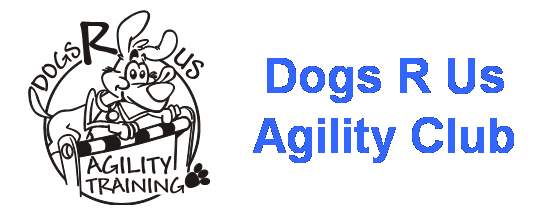 DOGS R US
AGILITY
TRAINING
Dogs R Us
Agility Club